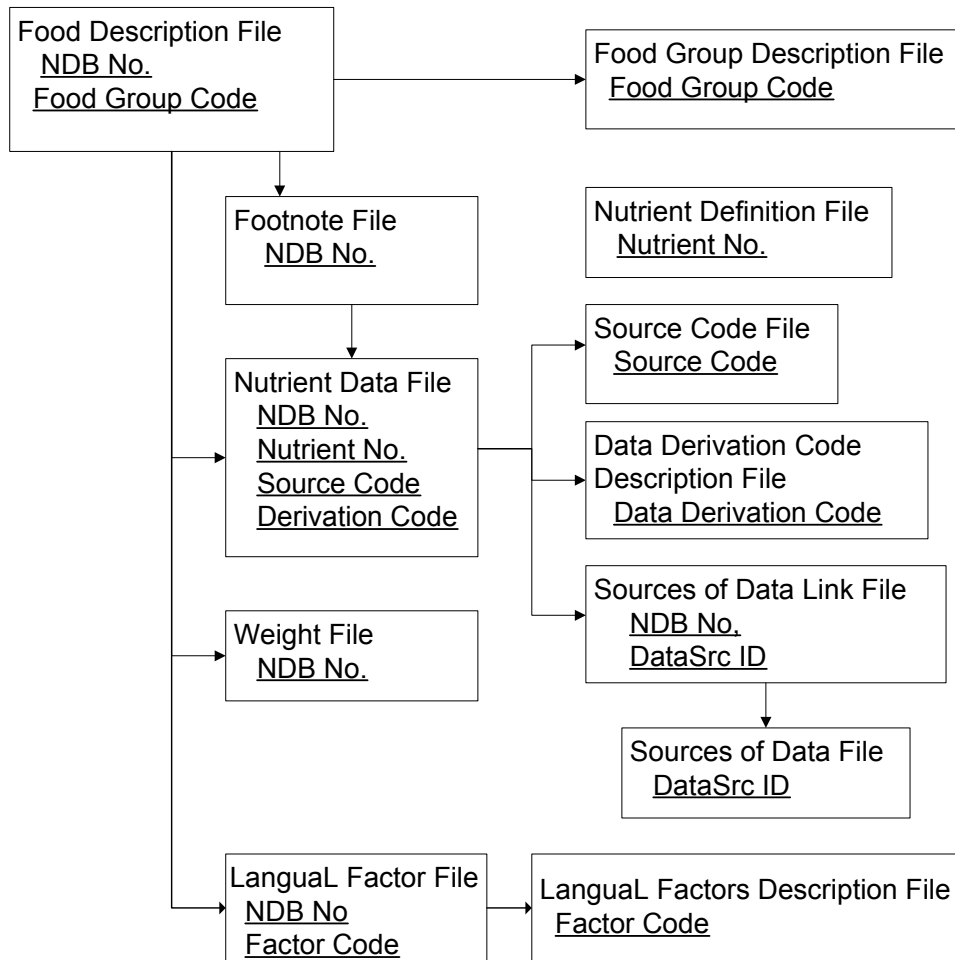 Food Description File
NDB No.
Food Group Code
Food Group Description File
Food Group Code
Footnote File
NDB No.
Nutrient Definition File
Nutrient No.
Source Code File
Source Code
Nutrient Data File
NDB No.
Nutrient No.
Source Code
Derivation Code
Data Derivation Code
Description File
Data Derivation Code
Sources of Data Link File
NDB No,
DataSrc ID
Weight File
NDB No.
Sources of Data File
DataSrc ID
LanguaL Factor File
NDB No
Factor Code
LanguaL Factors Description File
Factor Code